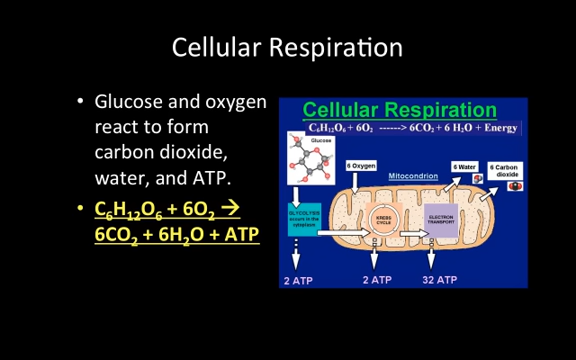 Cellular Respiration
• Glucose and oxygen
react to form
carbon dioxide,
water, and ATP.
• C6H12O6 + 6O2 →
6CO2 + 6H2O + ATP
Cellular Respiration
C6H12O6 + 6O2 ------> 6CO2 + 6 H2O + Energy
Glucose
6 Oxygen
Mitocondrion
6 Water
6 Carbon
dioxide
GLYCOLYSIS
occurs in the
cytoplasm
KREBS
CYCLE
ELECTRON
TRANSPORT
2 ATP
2 ATP
32 ATP